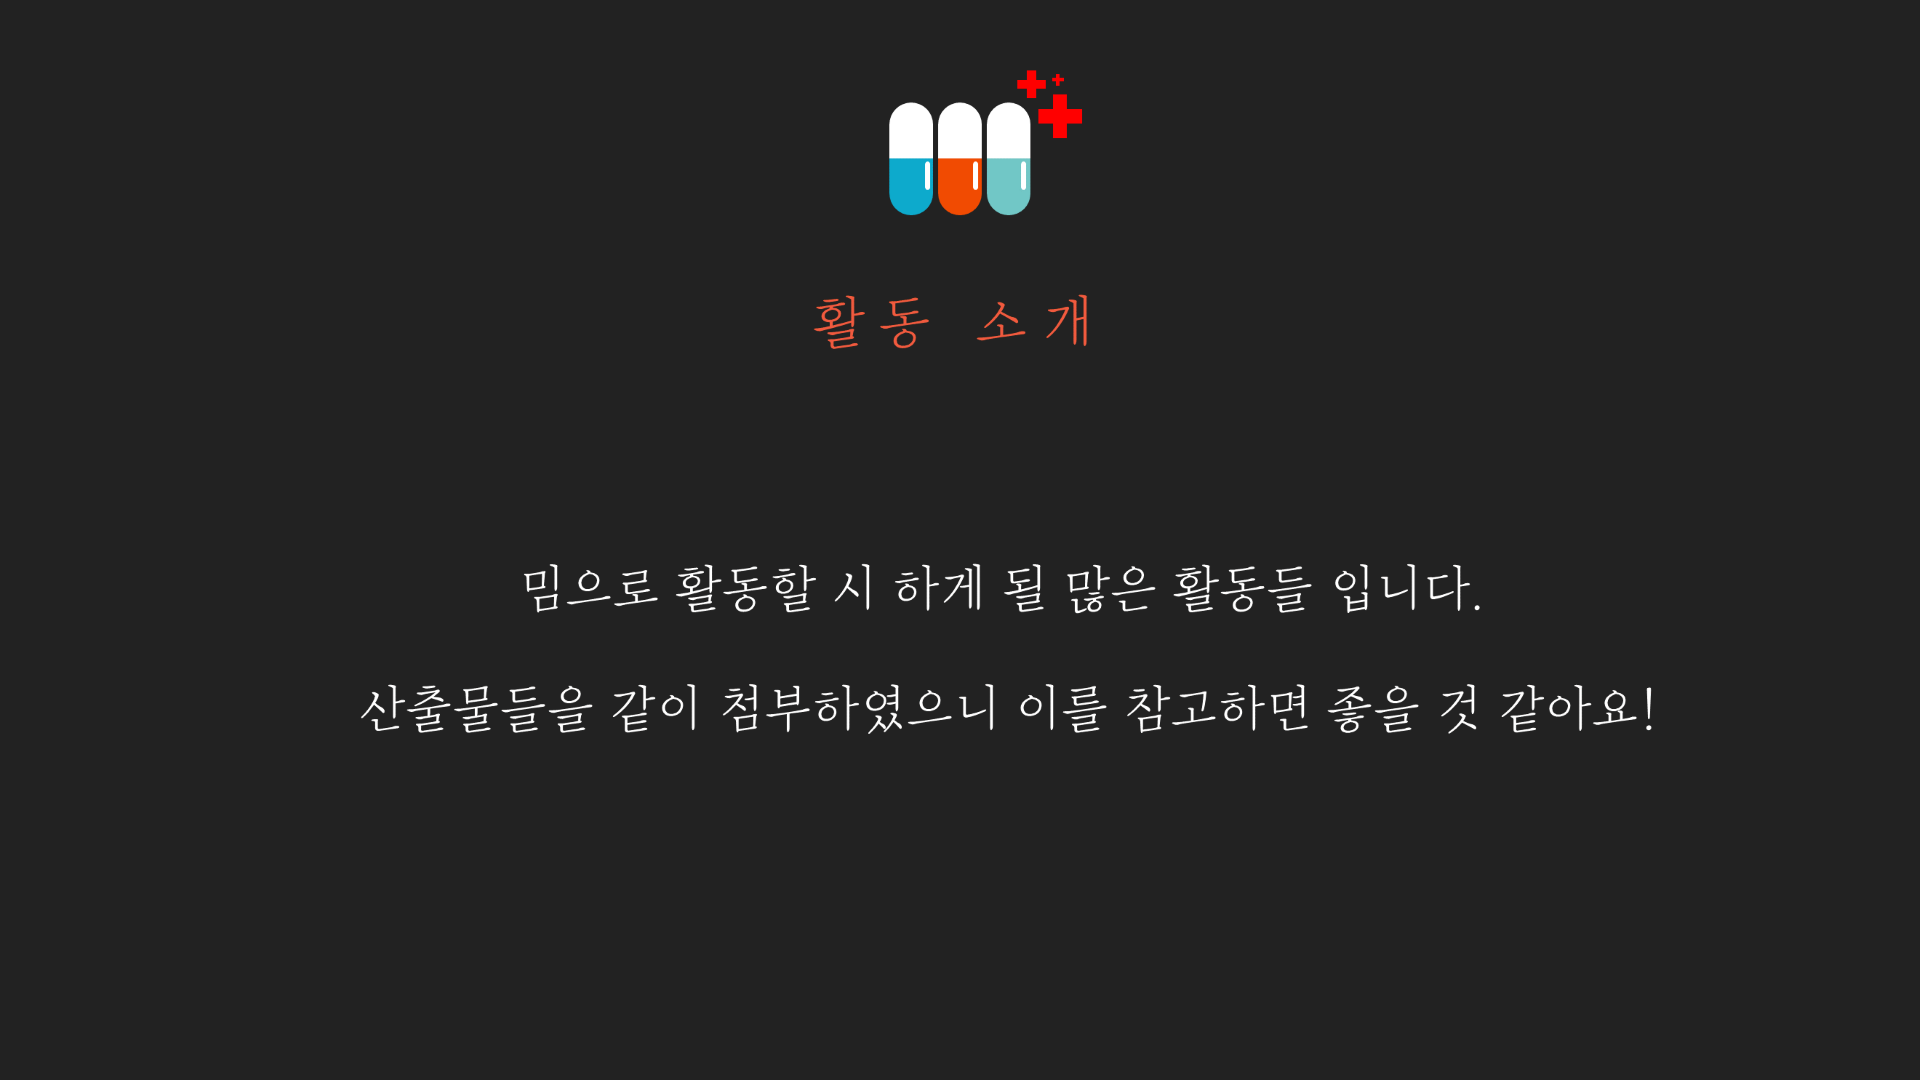 활동 소개
밈으로 활동할 시 하게 될 많은 활동들 입니다.
산출물들을 같이 첨부하였으니 이를 참고하면 좋을 것 같아요!